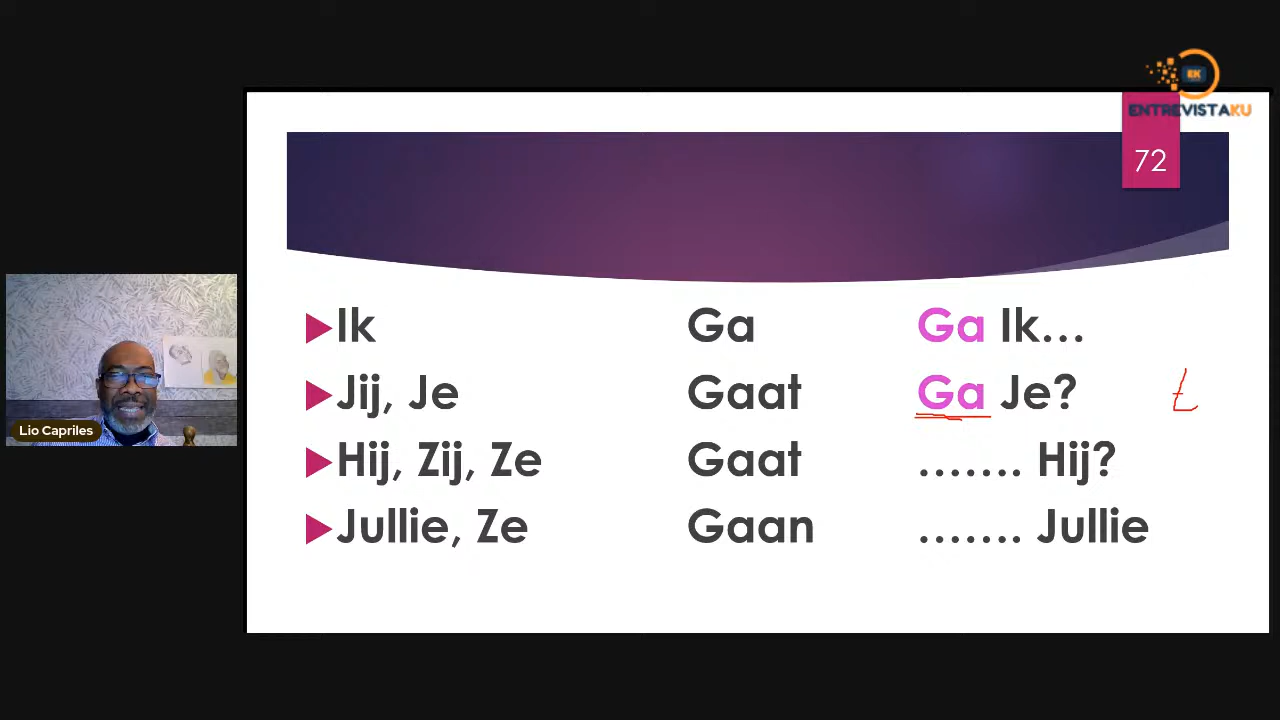 EK
ENTREVISTAKU
72
Ik Ga Ga Ik...
Jij, Je Gaat Ga Je? t
Hij, Zij, Ze Gaat ....... Hij?
Jullie, Ze Gaan ....... Jullie
Lio Capriles